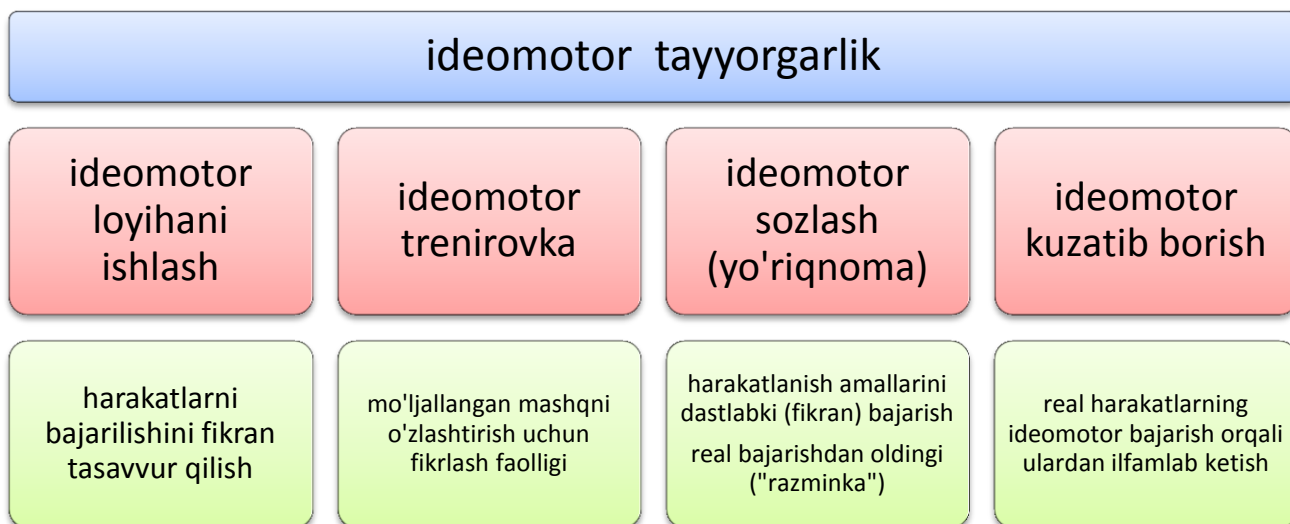 ideomotor tayyorgarlik
ideomotor
loyihani
ishlash
ideomotor
trenirovka
ideomotor
sozlash
(yo'riqnoma)
ideomotor
kuzatib borish
harakatlarni
bajarilishini fikran
tasavvur qilish
mo'ljallangan mashqni
o'zlashtirish uchun
fikrlash faolligi
harakatlanish amallarini
dastlabki (fikran) bajarish
real bajarishdan oldingi
("razminka")
real harakatlarning
ideomotor bajarish orqali
ulardan ilfamlab ketish